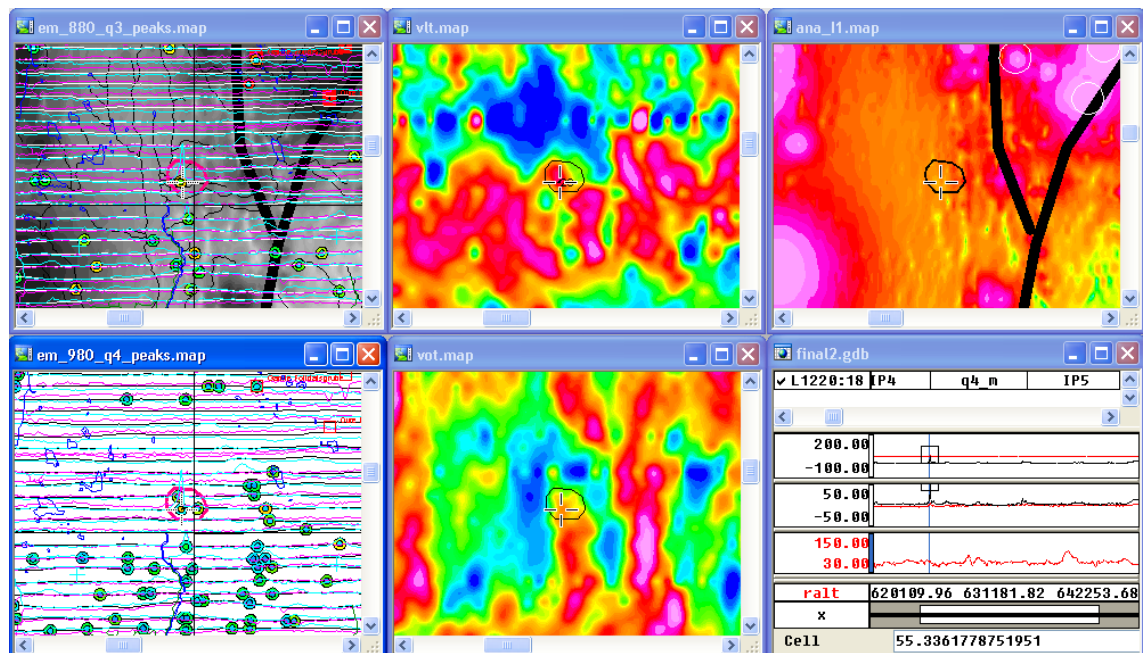 em_880_q3_peaks.map
vlt.map
ana_l1.map
em_980_q4_peaks.map
vot.map
final2.gdb
L1220:18 IP4 q4_m IP5
200.00
-100.00
50.00
-50.00
150.00
30.00
ralt 620109.96 631181.82 642253.68
x
Cell 55.3361778751951